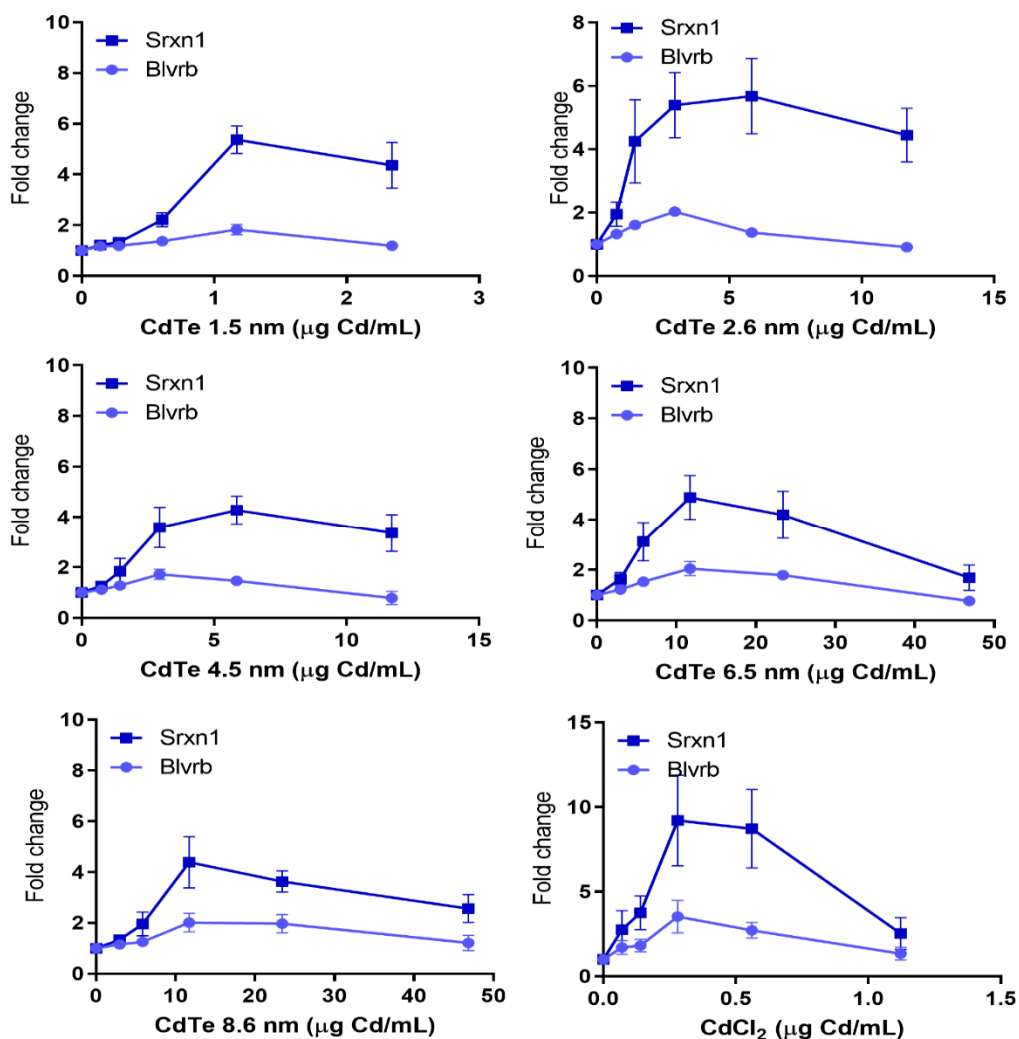 Srxn1
Blvrb
Fold change
10
8
6
4
2
0
0 1 2 3
CdTe 1.5 nm (μg Cd/mL)
Srxn1
Blvrb
Fold change
8
6
4
2
0
0 5 10 15
CdTe 2.6 nm (μg Cd/mL)
Srxn1
Blvrb
Fold change
10
8
6
4
2
0
0 5 10 15
CdTe 4.5 nm (μg Cd/mL)
Srxn1
Blvrb
Fold change
10
8
6
4
2
0
0 10 20 30 40 50
CdTe 6.5 nm (μg Cd/mL)
Srxn1
Blvrb
Fold change
10
8
6
4
2
0
0 10 20 30 40 50
CdTe 8.6 nm (μg Cd/mL)
Srxn1
Blvrb
Fold change
15
10
5
0
0.0 0.5 1.0 1.5
CdCl₂ (μg Cd/mL)